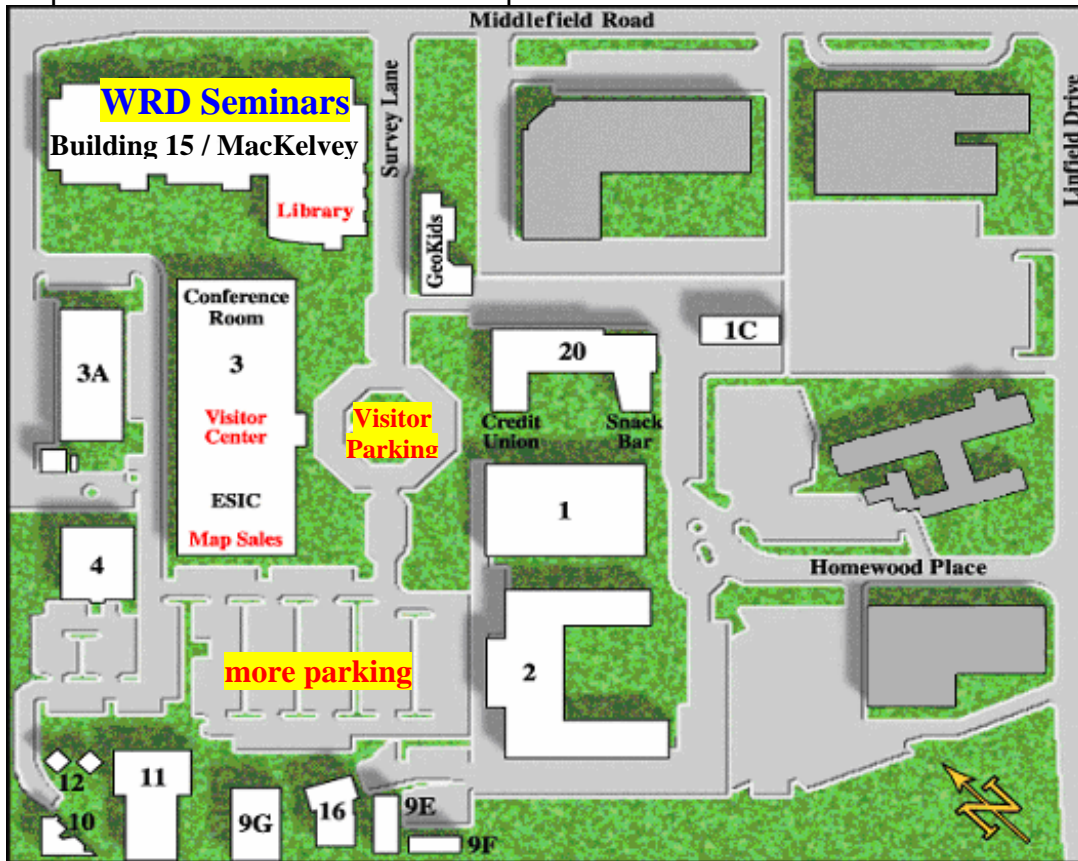 Middlefield Road
WRD Seminars
Building 15 / MacKelvey
Library
Survey Lane
Linfield Drive
GeoKids
Conference
Room
3
Visitor
Center
ESIC
Map Sales
3A
4
Visitor
Parking
20
Credit
Union
Snack
Bar
1C
1
2
Homewood Place
more parking
12
10
11
9G
16
9E
9F
N